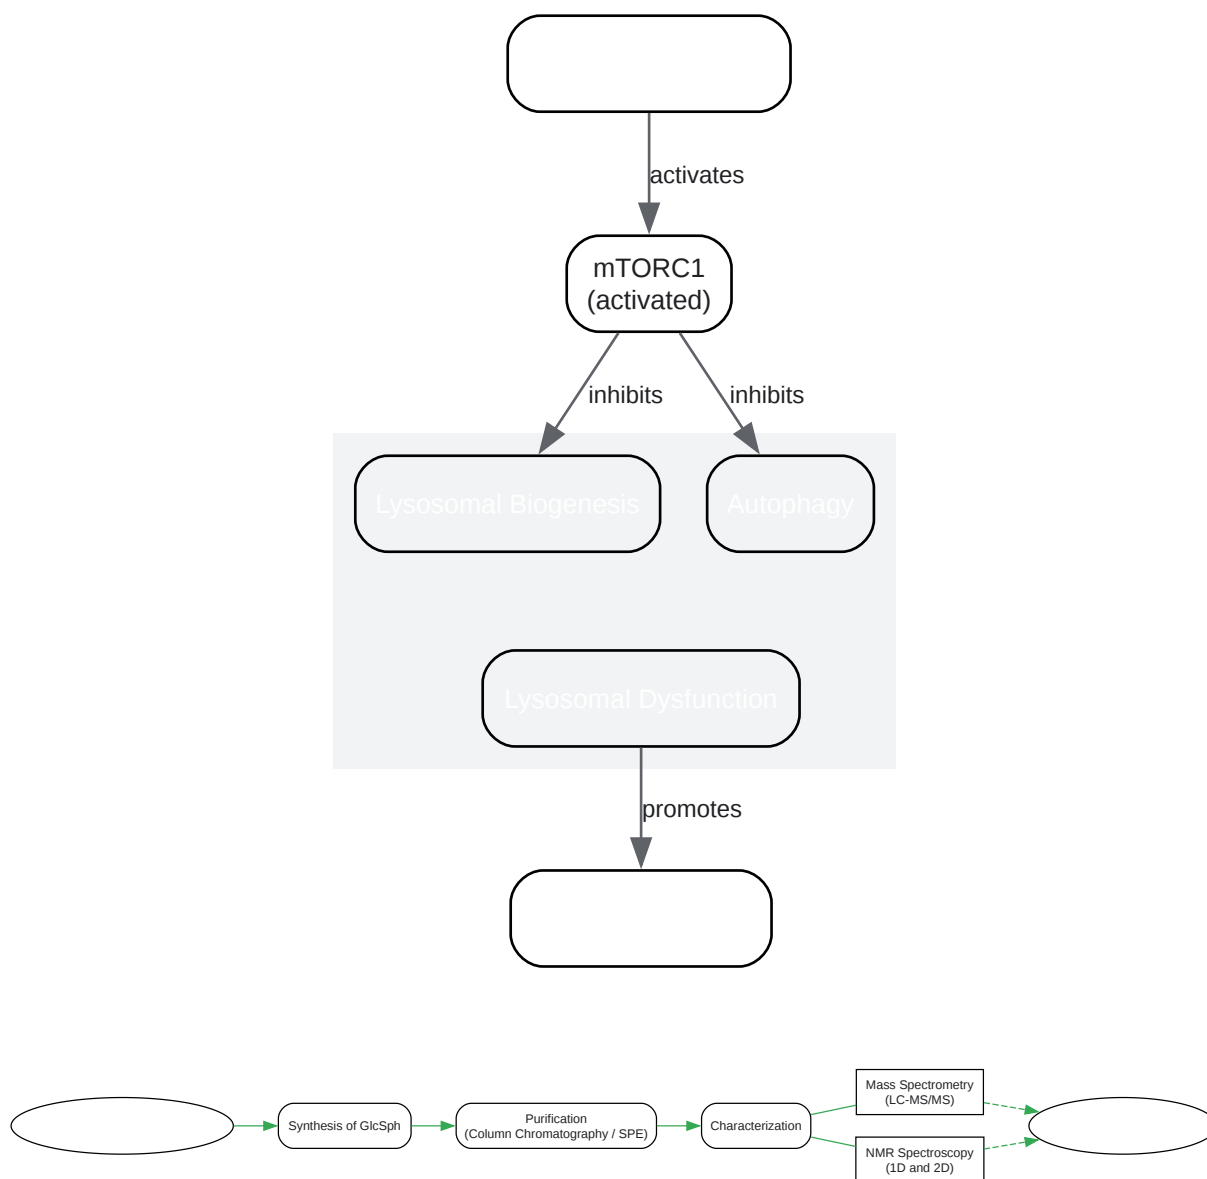 activates
mTORC1
(activated)
inhibits
inhibits
Lysosomal Biogenesis
Autophagy
Lysosomal Dysfunction
promotes
Synthesis of GlcSph
Purification
(Column Chromatography / SPE)
Characterization
Mass Spectrometry
(LC-MS/MS)
NMR Spectroscopy
(1D and 2D)